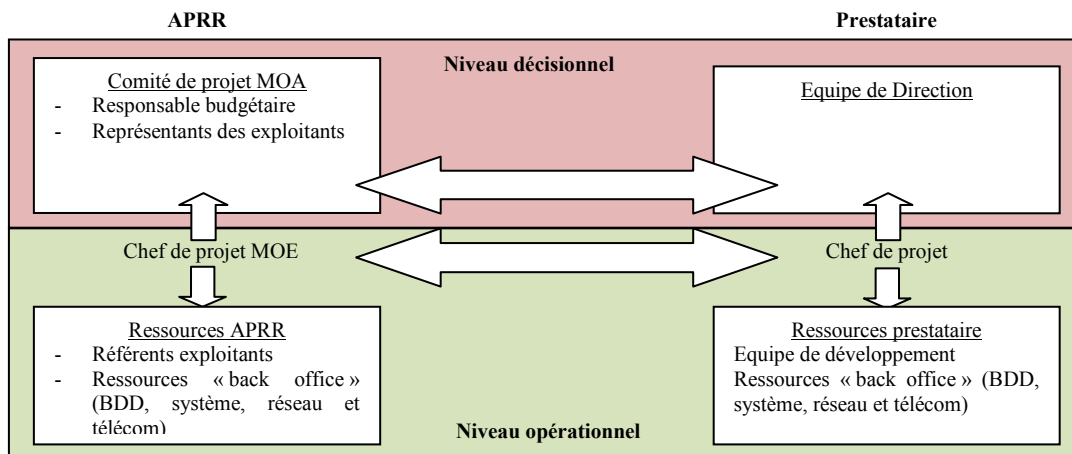 APRR
Prestataire
Niveau décisionnel
Comité de projet MOA
- Responsable budgétaire
- Représentants des exploitants
Equipe de Direction
Chef de projet MOE
Chef de projet
Ressources APRR
- Référents exploitants
- Ressources « back office »
(BDD, système, réseau et
télécom)
Ressources prestataire
Equipe de développement
Ressources « back office » (BDD,
système, réseau et télécom)
Niveau opérationnel